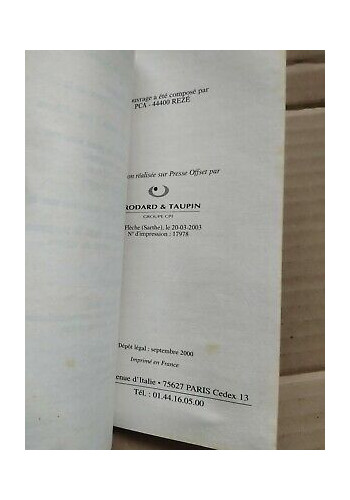 uvrage a été composé par
PCA - 44400 REZÉ
on réalisée sur Presse Offset par
RODARD & TAUPIN
GROUPE CPI
Flèche (Sarthe), le 20-03-2003
N° d'impression : 17978
Dépôt légal : septembre 2000
Imprimé en France
enue d'Italie • 75627 PARIS Cedex 13
Tél. : 01.44.16.05.00